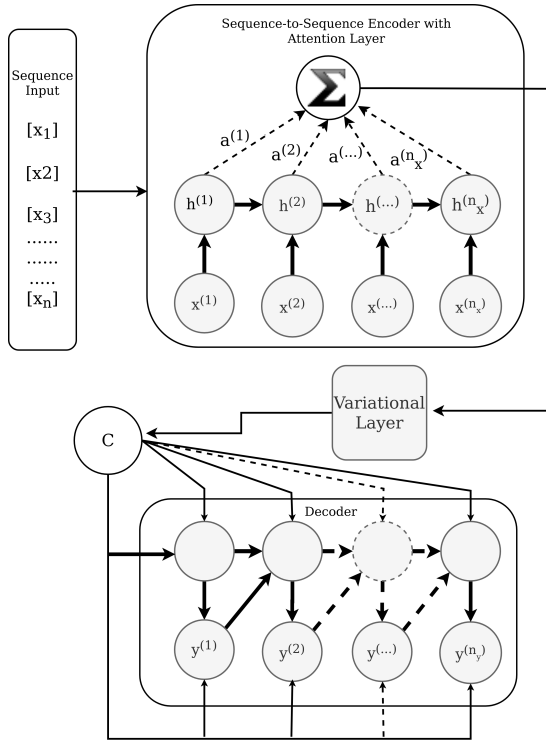 Sequence-to-Sequence Encoder with
Attention Layer
Sequence
Input
[x₁]
[x2]
[x₃]
......
......
.....
[xₙ]
Σ
a⁽¹⁾
a⁽²⁾
a⁽…⁾
a⁽ⁿₓ⁾
h⁽¹⁾
h⁽²⁾
h⁽…⁾
h⁽ⁿₓ⁾
x⁽¹⁾
x⁽²⁾
x⁽…⁾
x⁽ⁿₓ⁾
Variational
Layer
C
Decoder
y⁽¹⁾
y⁽²⁾
y⁽…⁾
y^(n_y)